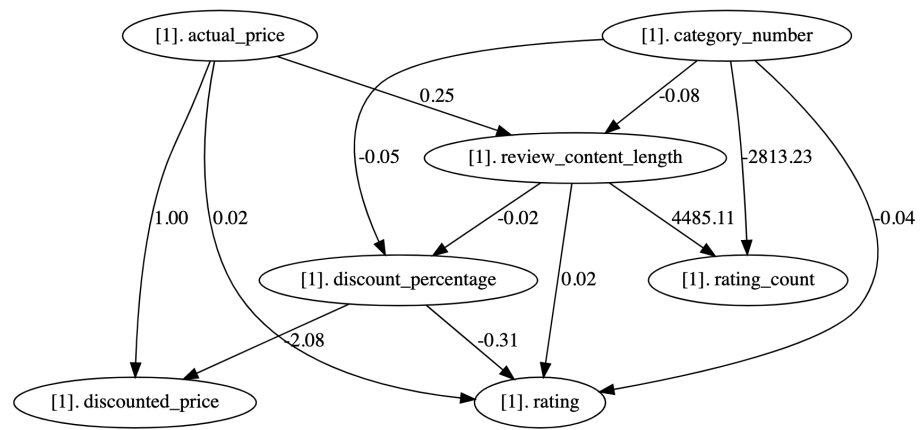 [1]. actual_price
[1]. category_number
0.25
-0.08
-0.05
[1]. review_content_length
-2813.23
1.00
0.02
-0.02
4485.11
-0.04
[1]. discount_percentage
0.02
[1]. rating_count
-2.08
-0.31
[1]. discounted_price
[1]. rating